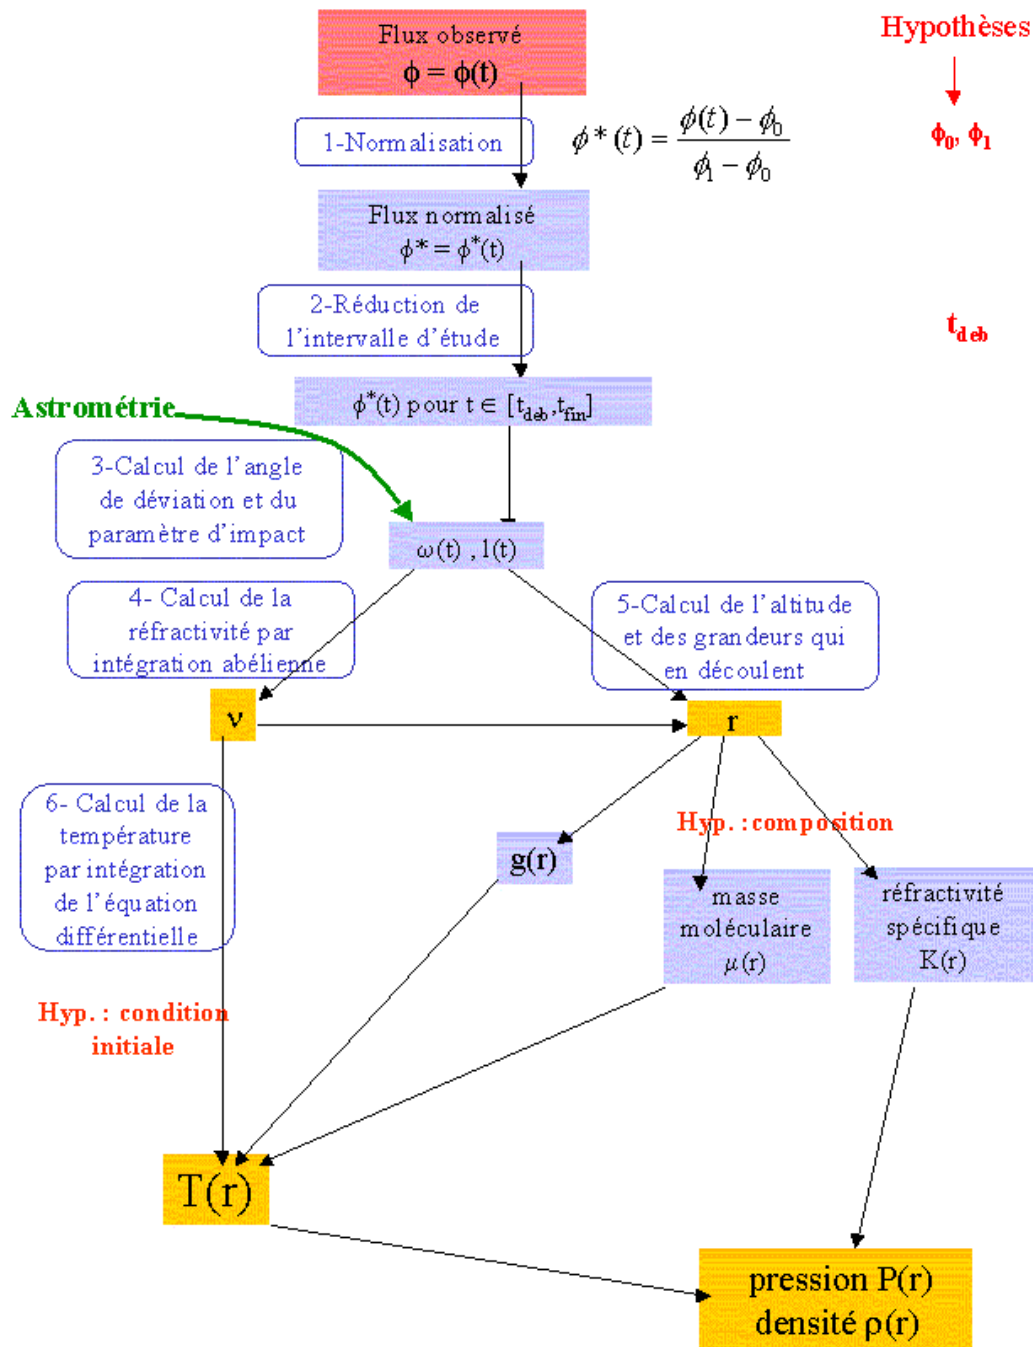 Flux observé
ϕ = ϕ(t)
Hypothèses
1-Normalisation
ϕ*(t) = (ϕ(t) − ϕ₀) / (ϕ₁ − ϕ₀)
ϕ₀, ϕ₁
Flux normalisé
ϕ* = ϕ*(t)
2-Réduction de
l'intervalle d'étude
t_deb
ϕ*(t) pour t ∈ [t_deb,t_fin]
Astrométrie
3-Calcul de l'angle
de déviation et du
paramètre d'impact
ω(t) , l(t)
4- Calcul de la
réfractivité par
intégration abélienne
5-Calcul de l'altitude
et des grandeurs qui
en découlent
ν
r
6- Calcul de la
température
par intégration
de l'équation
différentielle
Hyp. : composition
g(r)
masse
moléculaire
μ(r)
réfractivité
spécifique
K(r)
Hyp. : condition
initiale
T(r)
pression P(r)
densité ρ(r)